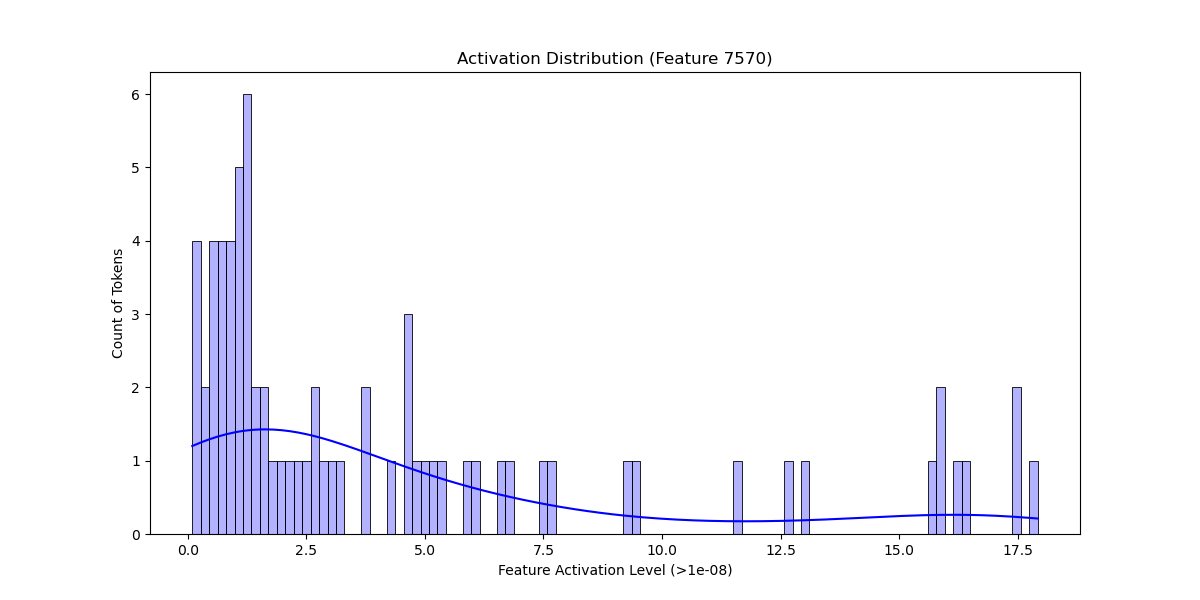 Activation Distribution (Feature 7570)
6
5
4
3
2
1
0
Count of Tokens
0.0 2.5 5.0 7.5 10.0 12.5 15.0 17.5
Feature Activation Level (>1e-08)